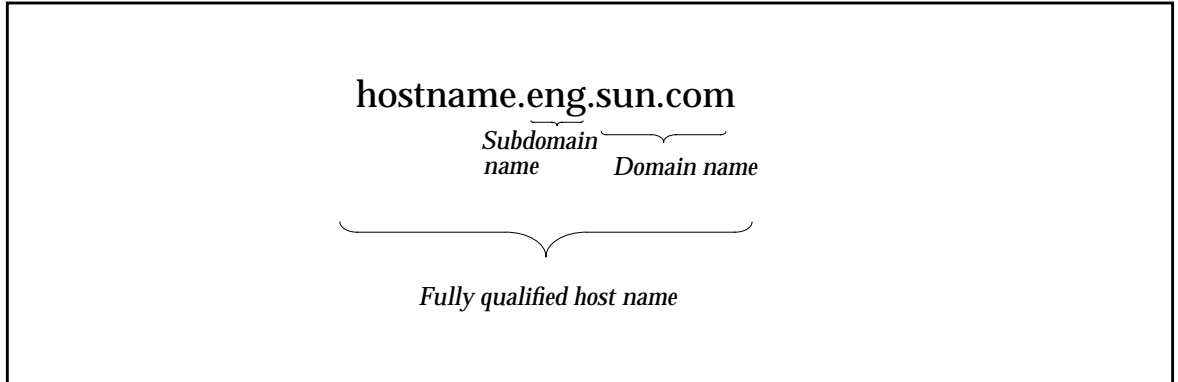 hostname.eng.sun.com
Subdomain
name
Domain name
Fully qualified host name